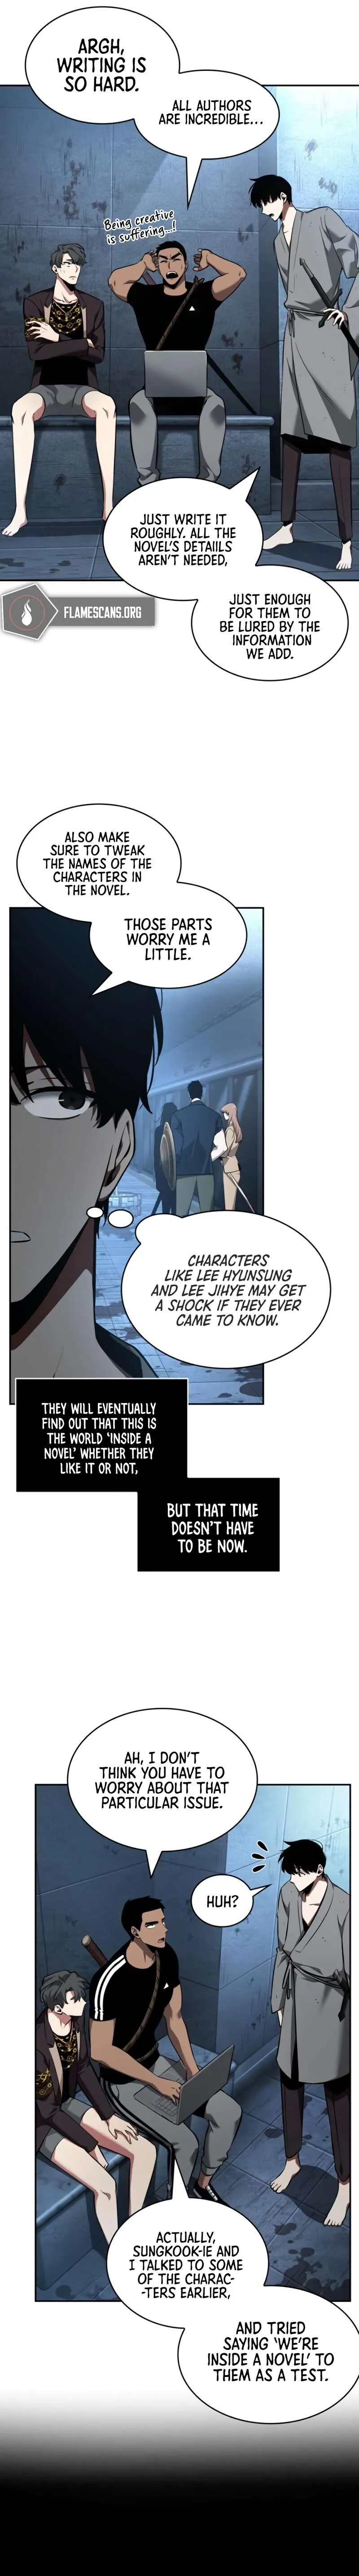 ARGH,
WRITING IS
SO HARD.
ALL AUTHORS
ARE INCREDIBLE...
Being creative
is suffering...!
JUST WRITE IT
ROUGHLY. ALL THE
NOVEL'S DETAIIS
AREN'T NEEDED,
JUST ENOUGH
FOR THEM TO
BE LURED BY THE
INFORMATION
WE ADD.
FLAMESCANS.ORG
ALSO MAKE
SURE TO TWEAK
THE NAMES OF THE
CHARACTERS IN
THE NOVEL.
THOSE PARTS
WORRY ME A
LITTLE.
CHARACTERS
LIKE LEE HYUNSUNG
AND LEE JIHYE MAY GET
A SHOCK IF THEY EVER
CAME TO KNOW.
THEY WILL EVENTUALLY
FIND OUT THAT THIS IS
THE WORLD 'INSIDE A
NOVEL' WHETHER THEY
LIKE IT OR NOT,
BUT THAT TIME
DOESN'T HAVE
TO BE NOW.
AH, I DON'T
THINK YOU HAVE TO
WORRY ABOUT THAT
PARTICULAR ISSUE.
HUH?
ACTUALLY,
SUNGKOOK-IE AND
I TALKED TO SOME
OF THE CHARAC-
-TERS EARLIER,
AND TRIED
SAYING 'WE'RE
INSIDE A NOVEL' TO
THEM AS A TEST.